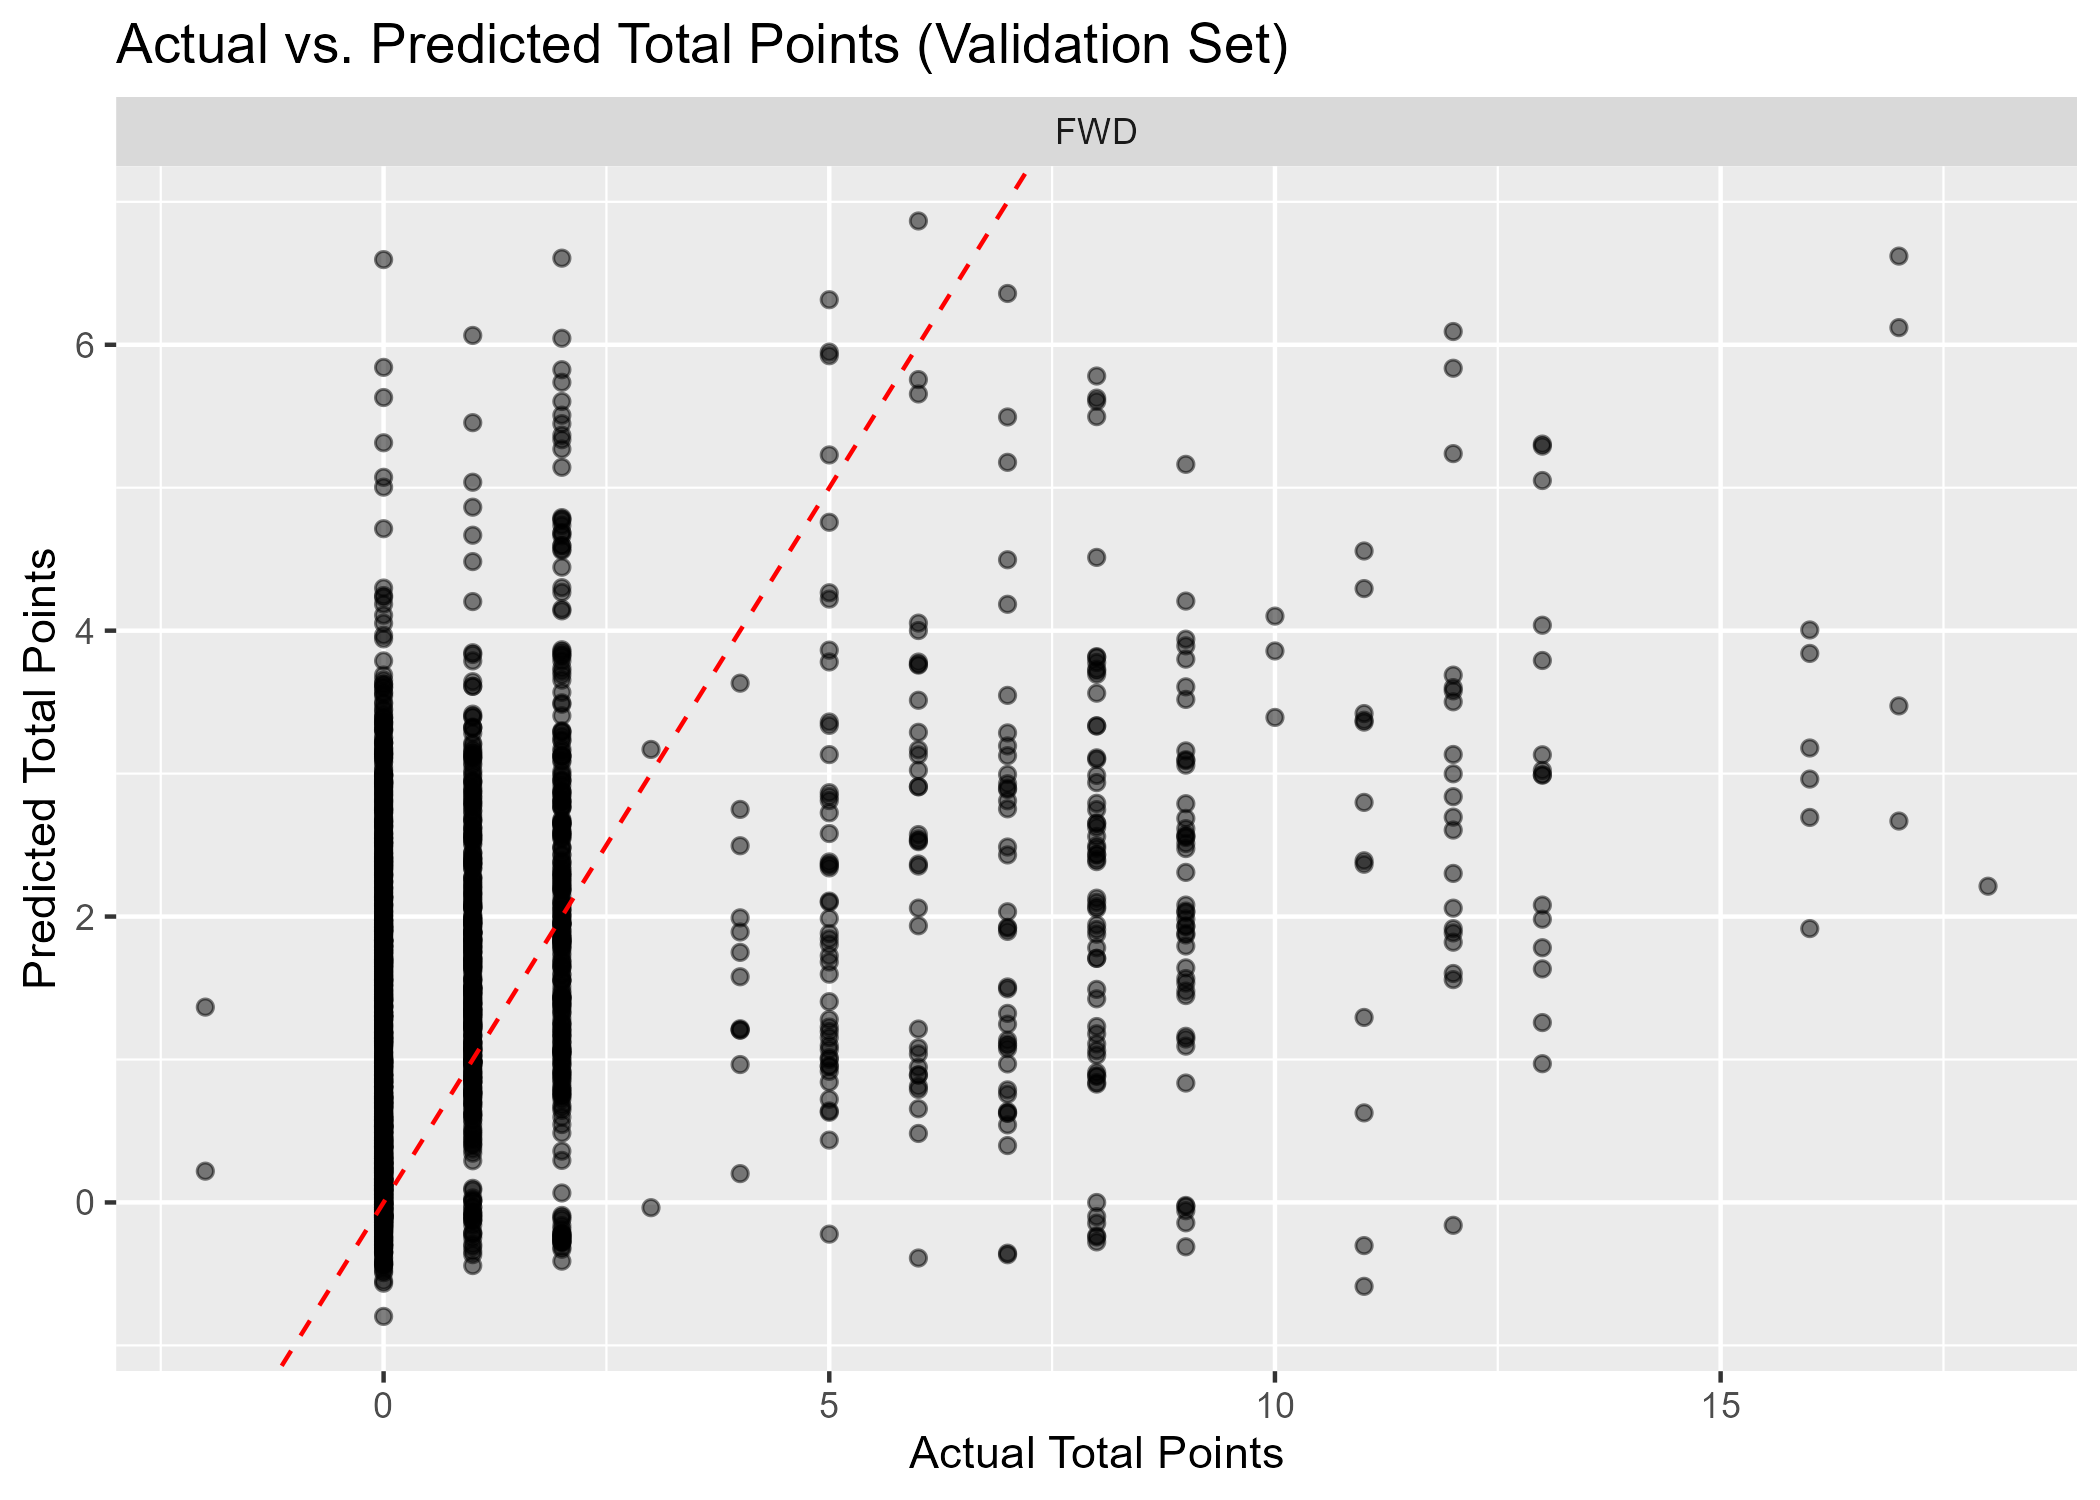 Actual vs. Predicted Total Points (Validation Set)
FWD
Predicted Total Points
6
4
2
0
0 5 10 15
Actual Total Points